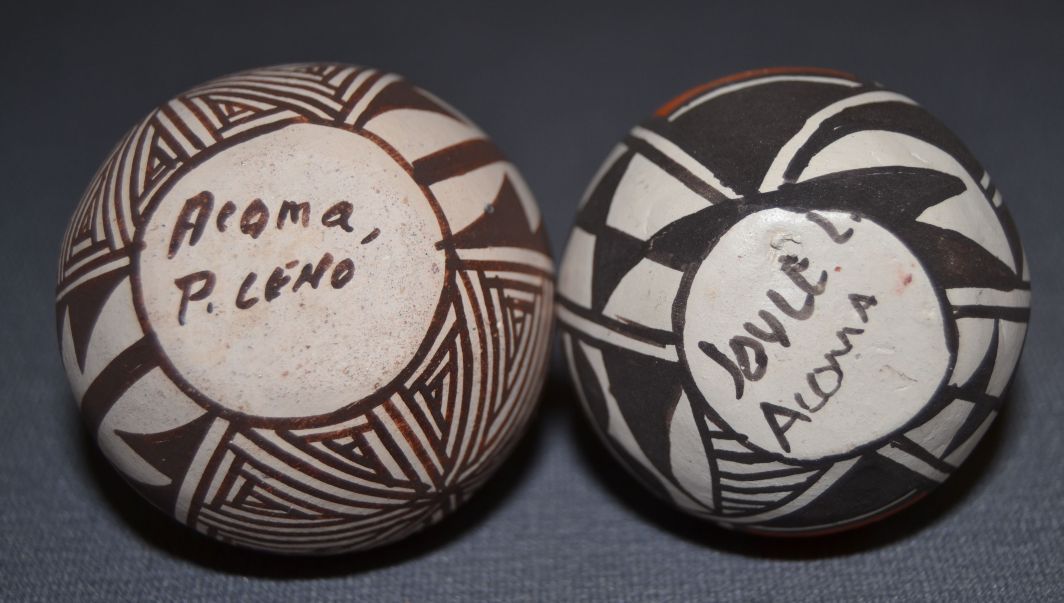 Acoma,
P. LENO
JOYCE L.
Acoma